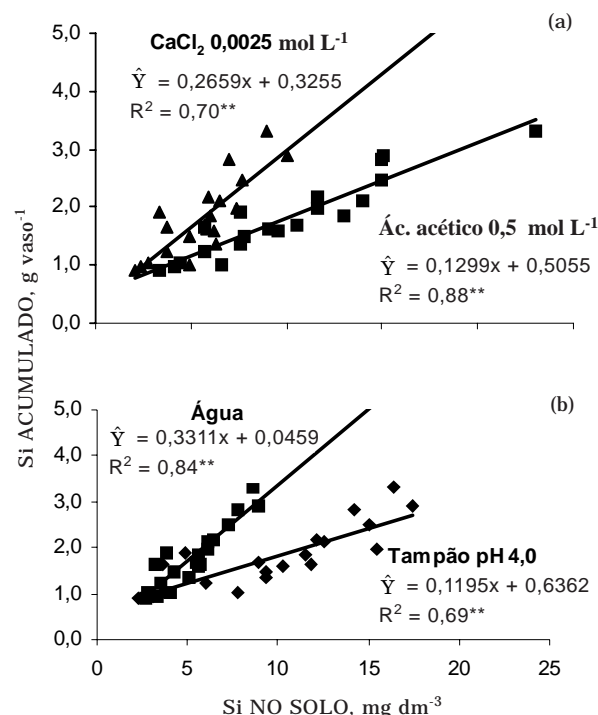 (a)
5,0
4,0
3,0
2,0
1,0
0,0
CaCl₂ 0,0025 mol L⁻¹
Ŷ = 0,2659x + 0,3255
R² = 0,70**
Ác. acético 0,5 mol L⁻¹
Ŷ = 0,1299x + 0,5055
R² = 0,88**
Si ACUMULADO, g vaso⁻¹
(b)
5,0
4,0
3,0
2,0
1,0
0,0
Água
Ŷ = 0,3311x + 0,0459
R² = 0,84**
Tampão pH 4,0
Ŷ = 0,1195x + 0,6362
R² = 0,69**
0 5 10 15 20 25
Si NO SOLO, mg dm⁻³